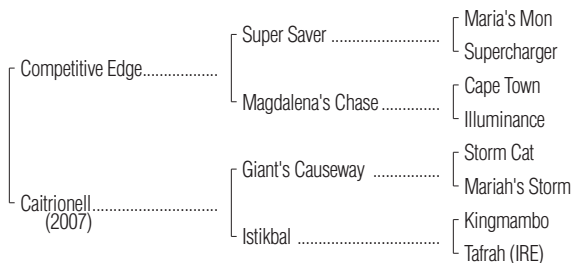 Maria's Mon
Super Saver ..........................
Supercharger
Competitive Edge..................
Cape Town
Magdalena's Chase ..............
Illuminance
Storm Cat
Giant's Causeway ................
Mariah's Storm
Caitrionell..............................
(2007)
Kingmambo
Istikbal ..................................
Tafrah (IRE)